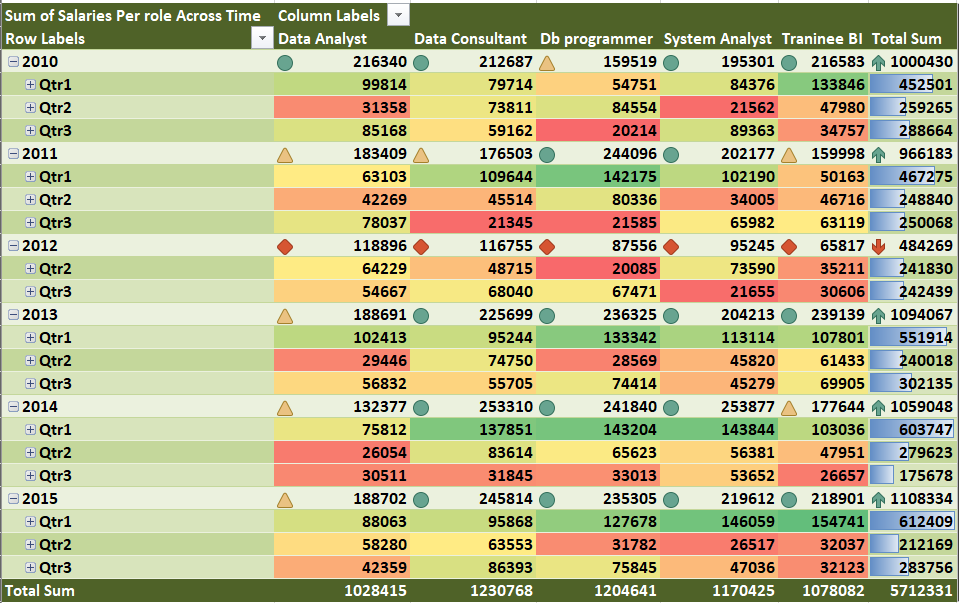 Sum of Salaries Per role Across Time Column Labels
Row Labels Data Analyst Data Consultant Db programmer System Analyst Traninee BI Total Sum
2010 216340 212687 159519 195301 216583 1000430
Qtr1 99814 79714 54751 84376 133846 452501
Qtr2 31358 73811 84554 21562 47980 259265
Qtr3 85168 59162 20214 89363 34757 288664
2011 183409 176503 244096 202177 159998 966183
Qtr1 63103 109644 142175 102190 50163 467275
Qtr2 42269 45514 80336 34005 46716 248840
Qtr3 78037 21345 21585 65982 63119 250068
2012 118896 116755 87556 95245 65817 484269
Qtr2 64229 48715 20085 73590 35211 241830
Qtr3 54667 68040 67471 21655 30606 242439
2013 188691 225699 236325 204213 239139 1094067
Qtr1 102413 95244 133342 113114 107801 551914
Qtr2 29446 74750 28569 45820 61433 240018
Qtr3 56832 55705 74414 45279 69905 302135
2014 132377 253310 241840 253877 177644 1059048
Qtr1 75812 137851 143204 143844 103036 603747
Qtr2 26054 83614 65623 56381 47951 279623
Qtr3 30511 31845 33013 53652 26657 175678
2015 188702 245814 235305 219612 218901 1108334
Qtr1 88063 95868 127678 146059 154741 612409
Qtr2 58280 63553 31782 26517 32037 212169
Qtr3 42359 86393 75845 47036 32123 283756
Total Sum 1028415 1230768 1204641 1170425 1078082 5712331